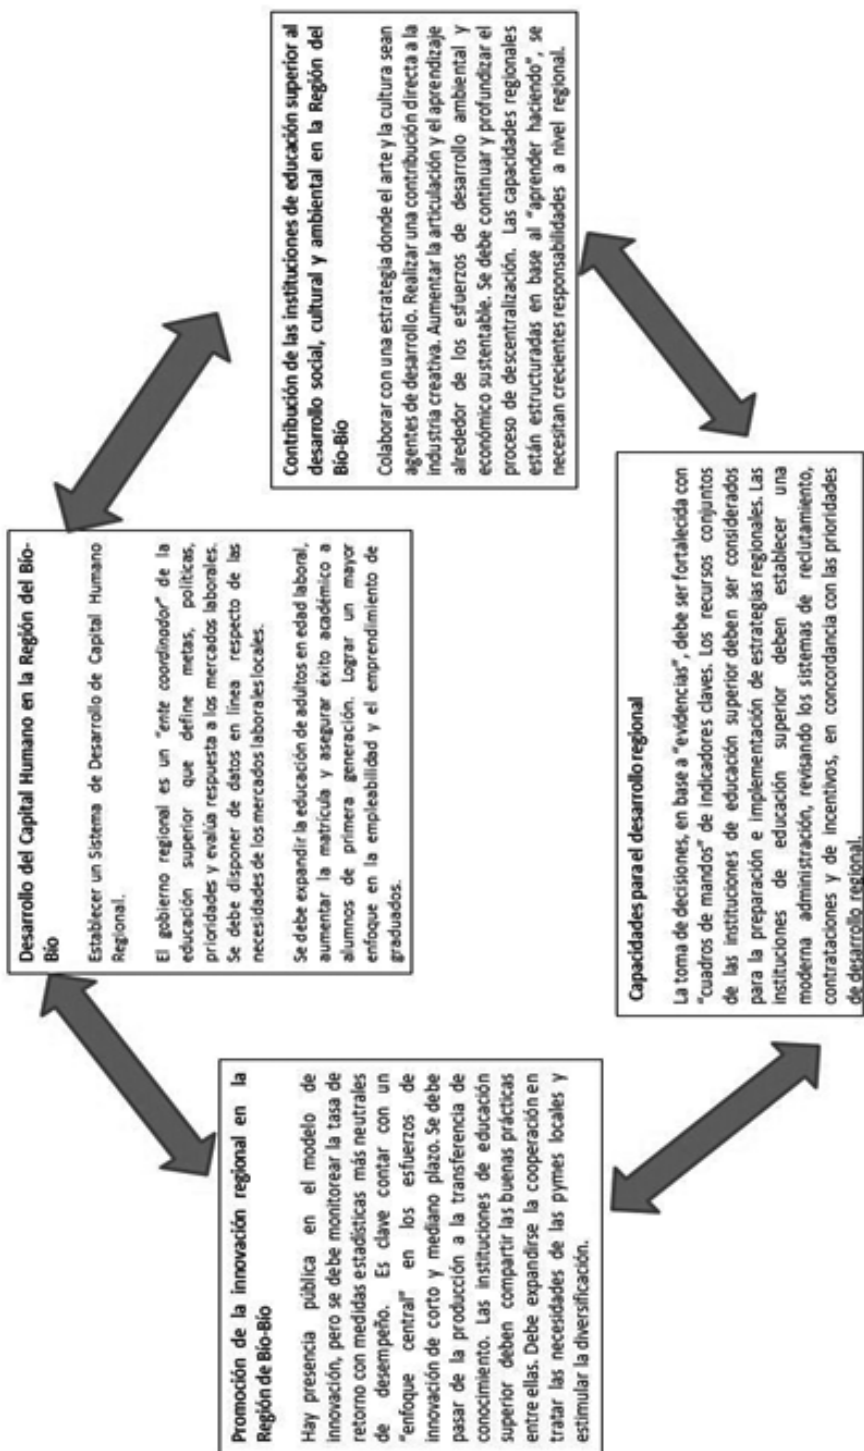 Desarrollo del Capital Humano en la Región del Bio-
Bío
Establecer un Sistema de Desarrollo de Capital Humano
Regional.
El gobierno regional es un "ente coordinador" de la
educación superior que define metas, políticas,
prioridades y evalúa respuesta a los mercados laborales.
Se debe disponer de datos en línea respecto de las
necesidades de los mercados laborales locales.
Se debe expandir la educación de adultos en edad laboral,
aumentar la matrícula y asegurar éxito académico a
alumnos de primera generación. Lograr un mayor
enfoque en la empleabilidad y el emprendimiento de
graduados.
Promoción de la innovación regional en la
Región de Bío-Bío
Hay presencia pública en el modelo de
innovación, pero se debe monitorear la tasa de
retorno con medidas estadísticas más neutrales
de desempeño. Es clave contar con un
"enfoque central" en los esfuerzos de
innovación de corto y mediano plazo. Se debe
pasar de la producción a la transferencia de
conocimiento. Las instituciones de educación
superior deben compartir las buenas prácticas
entre ellas. Debe expandirse la cooperación en
tratar las necesidades de las pymes locales y
estimular la diversificación.
Contribución de las instituciones de educación superior al
desarrollo social, cultural y ambiental en la Región del
Bio-Bío
Colaborar con una estrategia donde el arte y la cultura sean
agentes de desarrollo. Realizar una contribución directa a la
industria creativa. Aumentar la articulación y el aprendizaje
alrededor de los esfuerzos de desarrollo ambiental y
económico sustentable. Se debe continuar y profundizar el
proceso de descentralización. Las capacidades regionales
están estructuradas en base al "aprender haciendo", se
necesitan crecientes responsabilidades a nivel regional.
Capacidades para el desarrollo regional
La toma de decisiones, en base a "evidencias", debe ser fortalecida con
"cuadros de mandos" de indicadores claves. Los recursos conjuntos
de las instituciones de educación superior deben ser considerados
para la preparación e implementación de estrategias regionales. Las
instituciones de educación superior deben establecer una
moderna administración, revisando los sistemas de reclutamiento,
contrataciones y de incentivos, en concordancia con las prioridades
de desarrollo regional.